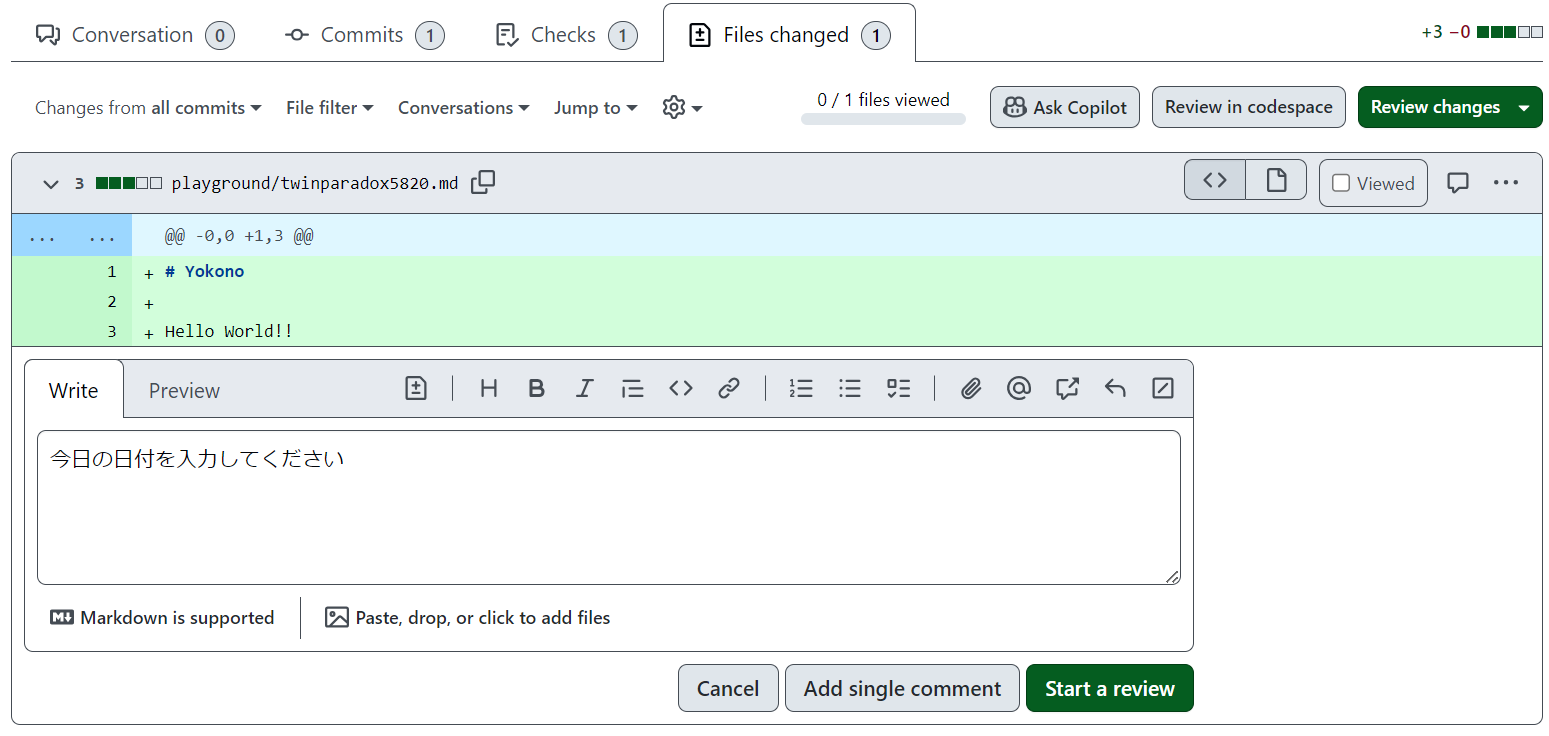 Conversation 0 Commits 1 Checks 1 Files changed 1 +3 −0
Changes from all commits File filter Conversations Jump to 0 / 1 files viewed Ask Copilot Review in codespace Review changes
3 playground/twinparadox5820.md Viewed
... ... @@ -0,0 +1,3 @@
1 + # Yokono
2 +
3 + Hello World!!
Write Preview
今日の日付を入力してください
Markdown is supported Paste, drop, or click to add files
Cancel Add single comment Start a review